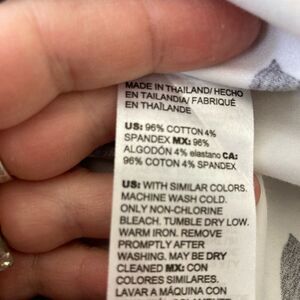 MADE IN THAILAND/ HECHO
EN TAILANDIA/ FABRIQUÉ
EN THAÏLANDE
US: 96% COTTON 4%
SPANDEX MX: 96%
ALGODÓN 4% elastano CA:
96% COTON 4% SPANDEX
US: WITH SIMILAR COLORS.
MACHINE WASH COLD.
ONLY NON-CHLORINE
BLEACH. TUMBLE DRY LOW.
WARM IRON. REMOVE
PROMPTLY AFTER
WASHING. MAY BE DRY
CLEANED MX: CON
COLORES SIMILARES.
LAVAR A MÁQUINA CON